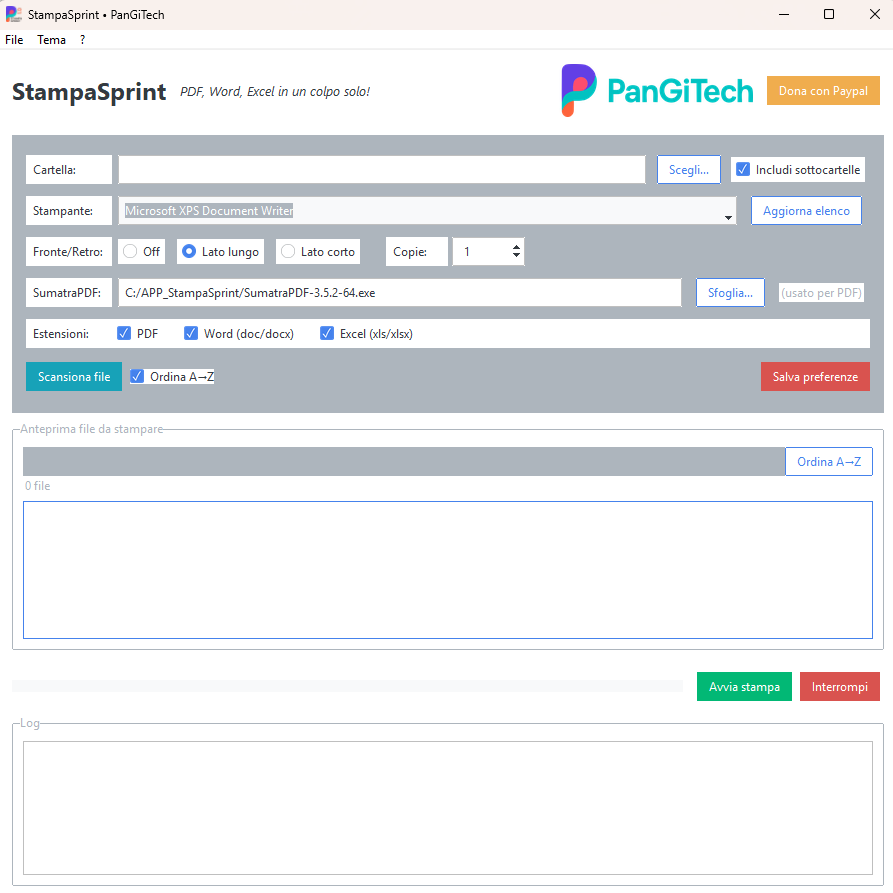 StampaSprint • PanGiTech
File Tema ?
StampaSprint PDF, Word, Excel in un colpo solo! PanGiTech Dona con Paypal
Cartella: Scegli... Includi sottocartelle
Stampante: Microsoft XPS Document Writer Aggiorna elenco
Fronte/Retro: Off Lato lungo Lato corto Copie: 1
SumatraPDF: C:/APP_StampaSprint/SumatraPDF-3.5.2-64.exe Sfoglia... (usato per PDF)
Estensioni: PDF Word (doc/docx) Excel (xls/xlsx)
Scansiona file Ordina A→Z Salva preferenze
Anteprima file da stampare
Ordina A→Z
0 file
Avvia stampa Interrompi
Log